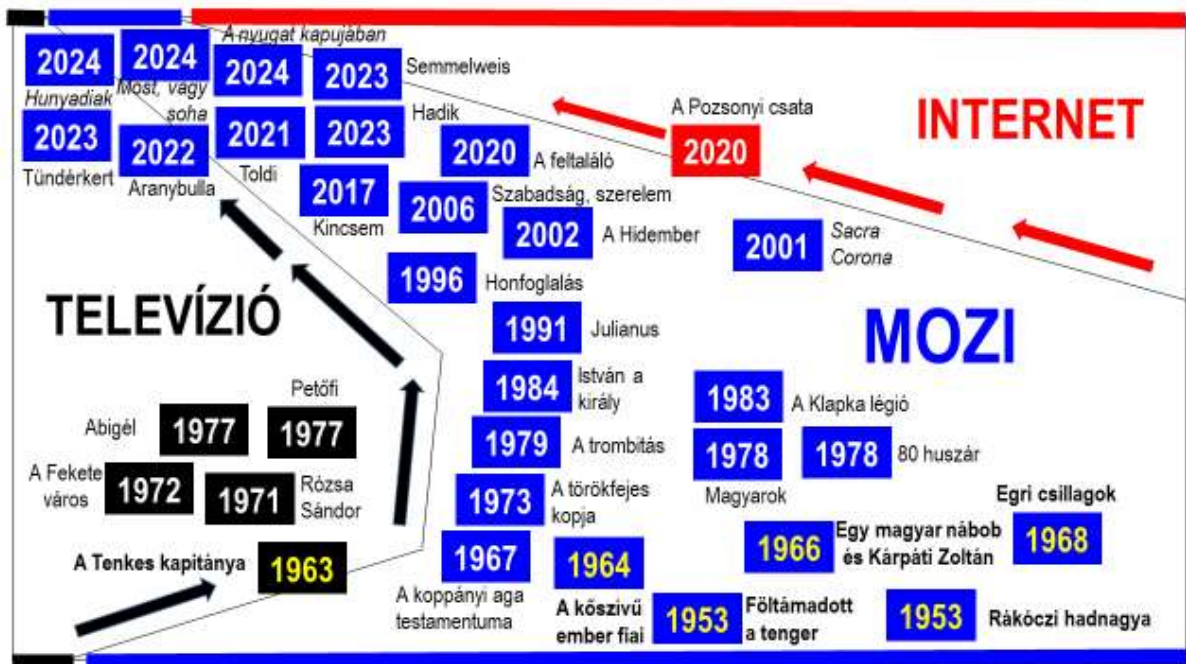 A nyugat kapujában
2024
2024
2024
2023
Semmelweis
Hunyadiak
Most, vagy
soha
2023
2022
2021
2023
Hadik
Tündérkert
Aranybulla
Toldi
2020
A feltaláló
A Pozsonyi csata
2020
INTERNET
2017
Kincsem
2006
Szabadság, szerelem
2002
A Hídember
2001
Sacra
Corona
1996
Honfoglalás
TELEVÍZIÓ
1991
Julianus
MOZI
1984
István a
király
1983
A Klapka légió
Petőfi
Abigél
1977
1977
1979
A trombitás
1978
Magyarok
1978
80 huszár
A Fekete
város
1972
1971
Rózsa
Sándor
1973
A törökfejes
kopja
Egri csillagok
1968
A Tenkes kapitánya
1963
1967
A koppányi aga
testamentuma
1964
A kőszívű
ember fiai
1966
Egy magyar nábob
és Kárpáti Zoltán
1953
Föltámadott
a tenger
1953
Rákóczi hadnagya